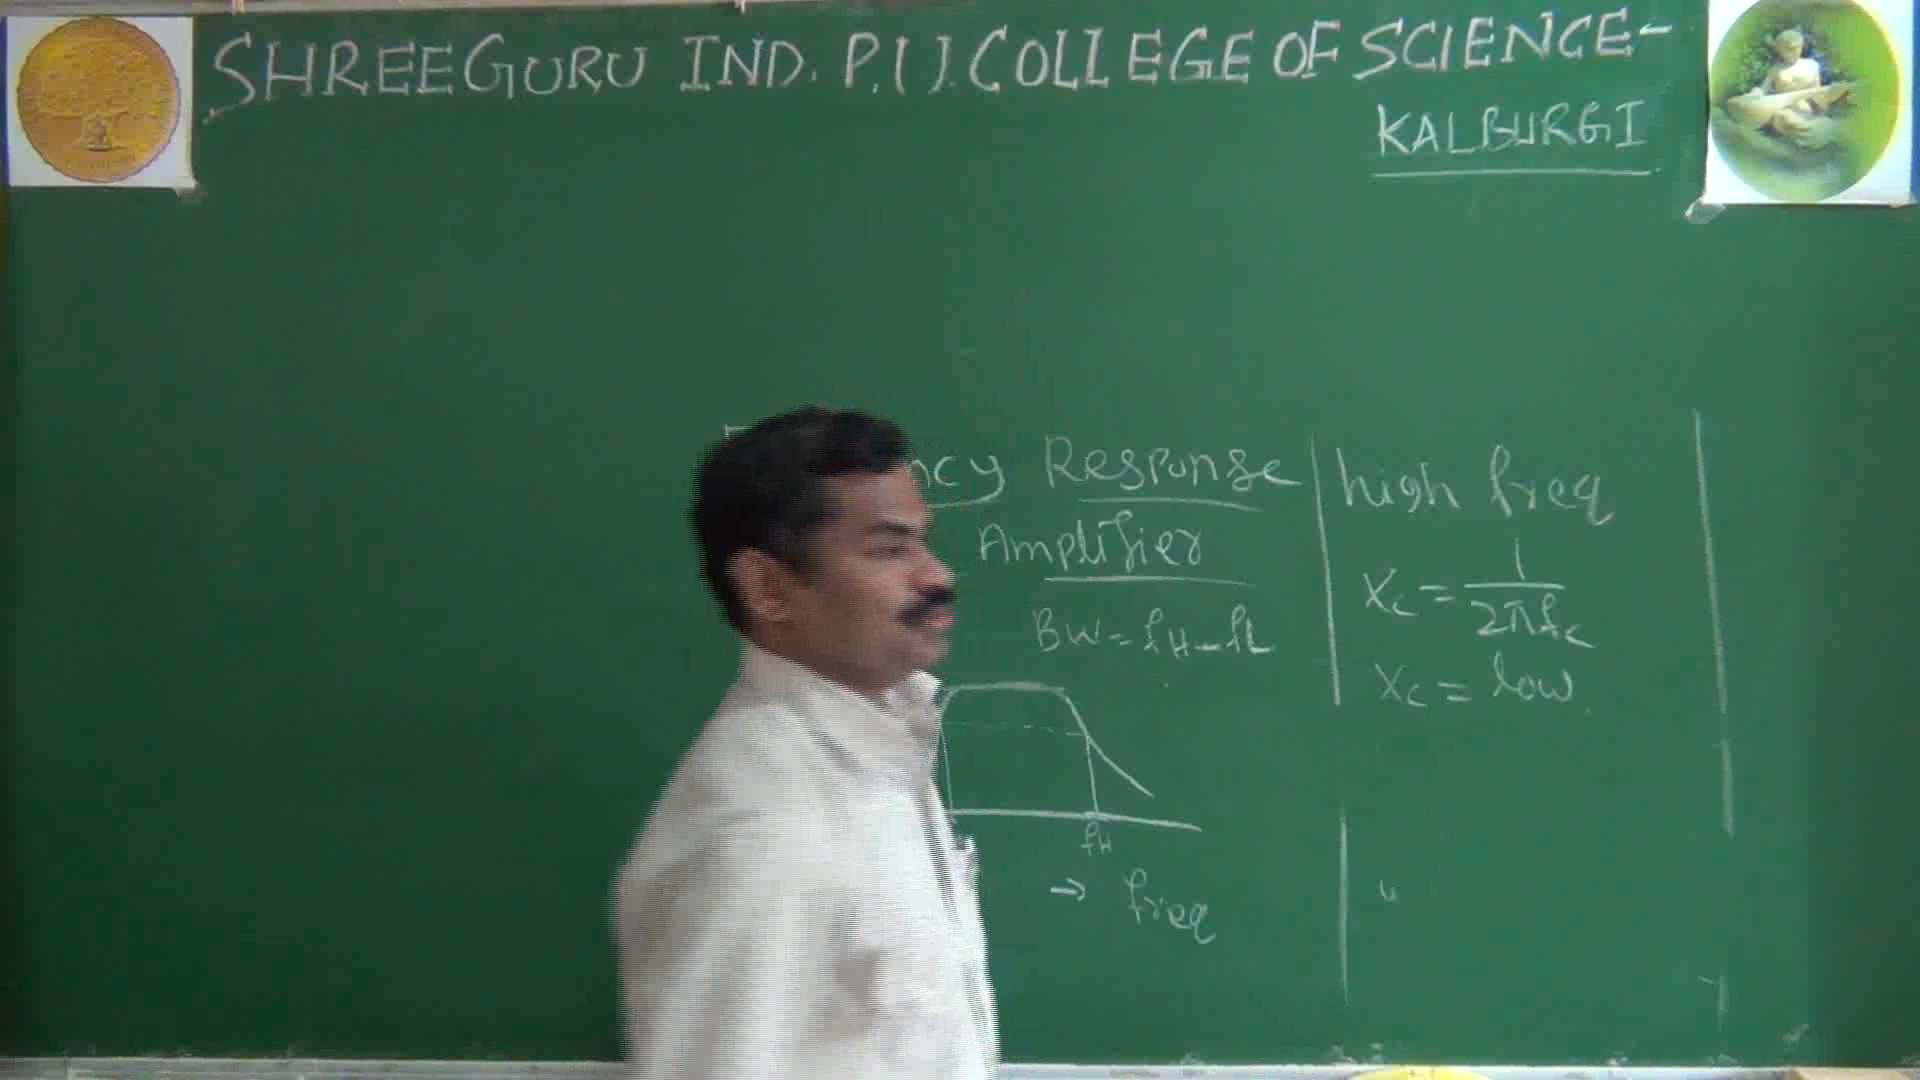 SHREEGURU IND. P.U.COLLEGE OF SCIENCE-
KALBURGI
ncy Response
Amplifier
BW = fH - fL
fH
→ freq
high freq
Xc = 1 / 2πfc
Xc = low